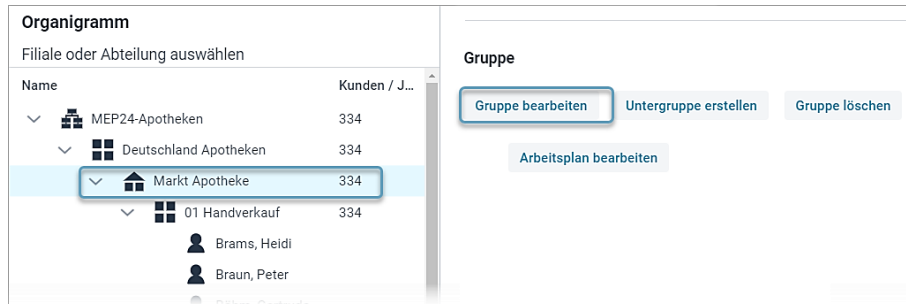 Organigramm
Filiale oder Abteilung auswählen
Name Kunden / J...
MEP24-Apotheken 334
Deutschland Apotheken 334
Markt Apotheke 334
01 Handverkauf 334
Brams, Heidi
Braun, Peter
Gruppe
Gruppe bearbeiten Untergruppe erstellen Gruppe löschen
Arbeitsplan bearbeiten